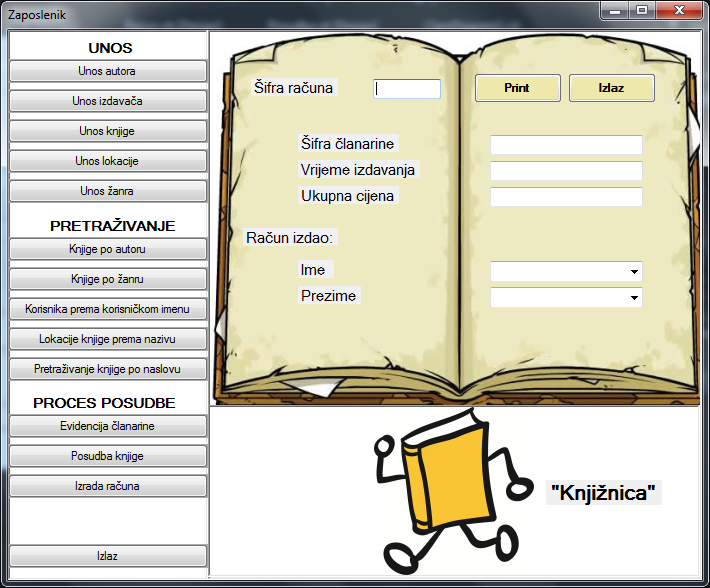 Zaposlenik
UNOS
Unos autora
Unos izdavača
Unos knjige
Unos lokacije
Unos žanra
PRETRAŽIVANJE
Knjige po autoru
Knjige po žanru
Korisnika prema korisničkom imenu
Lokacije knjige prema nazivu
Pretraživanje knjige po naslovu
PROCES POSUDBE
Evidencija članarine
Posudba knjige
Izrada računa
Izlaz
Šifra računa
Print
Izlaz
Šifra članarine
Vrijeme izdavanja
Ukupna cijena
Račun izdao:
Ime
Prezime
"Knjižnica"